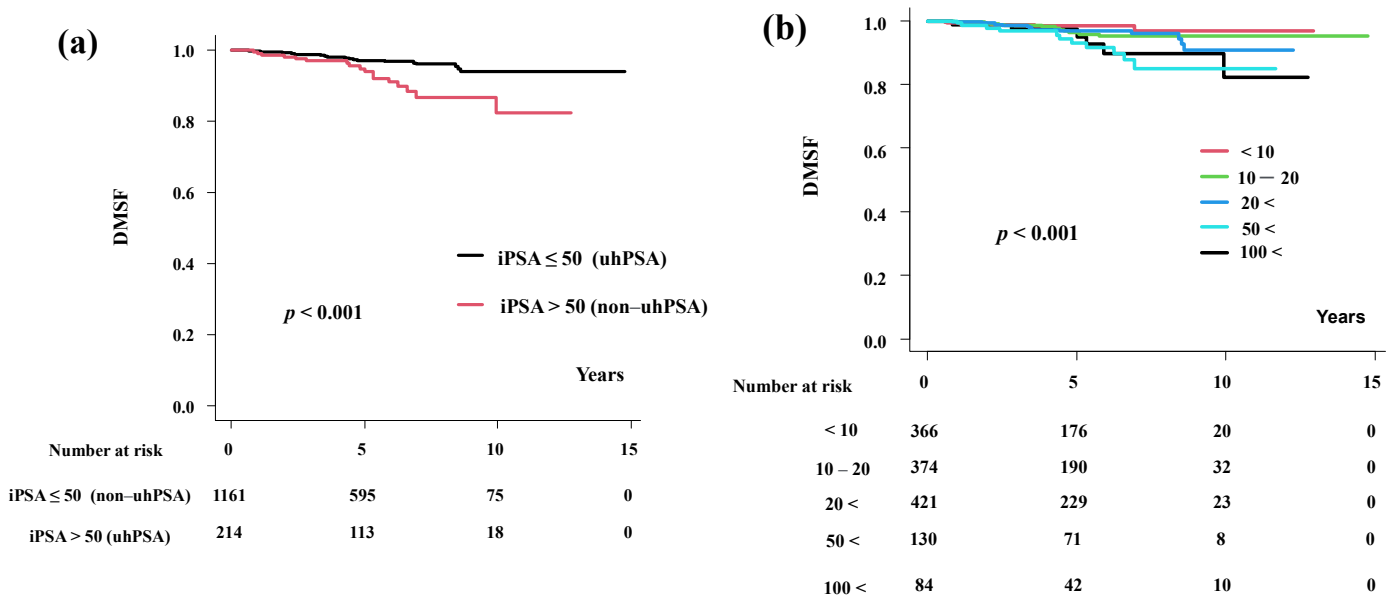 (a)
1.0
0.8
0.6
0.4
0.2
0.0
DMSF
iPSA ≤ 50 (uhPSA)
iPSA > 50 (non–uhPSA)
p < 0.001
Years
Number at risk 0 5 10 15
iPSA ≤ 50 (non–uhPSA) 1161 595 75 0
iPSA > 50 (uhPSA) 214 113 18 0
(b)
1.0
0.8
0.6
0.4
0.2
0.0
DMSF
< 10
10 — 20
20 <
50 <
100 <
p < 0.001
Years
Number at risk 0 5 10 15
< 10 366 176 20 0
10 – 20 374 190 32 0
20 < 421 229 23 0
50 < 130 71 8 0
100 < 84 42 10 0